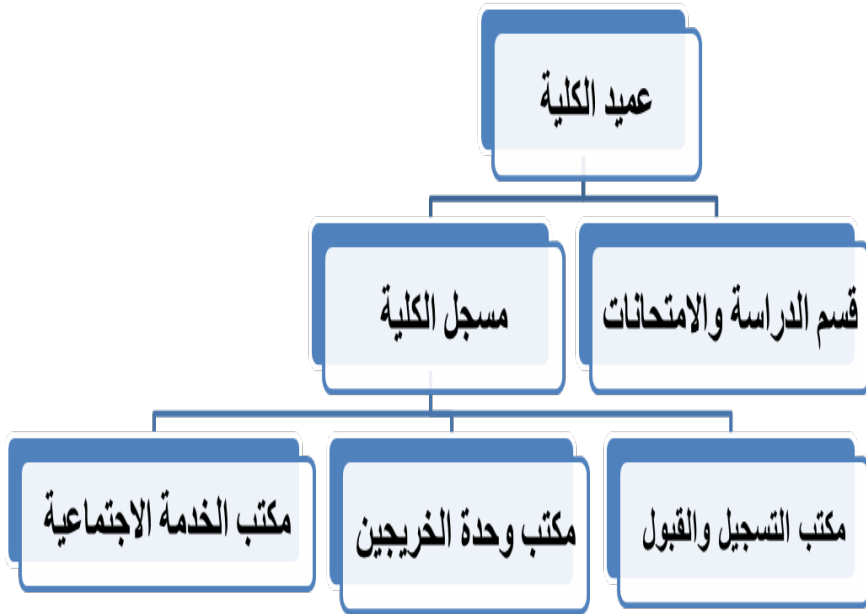 عميد الكلية
قسم الدراسة والامتحانات
مسجل الكلية
مكتب التسجيل والقبول
مكتب وحدة الخريجين
مكتب الخدمة الاجتماعية